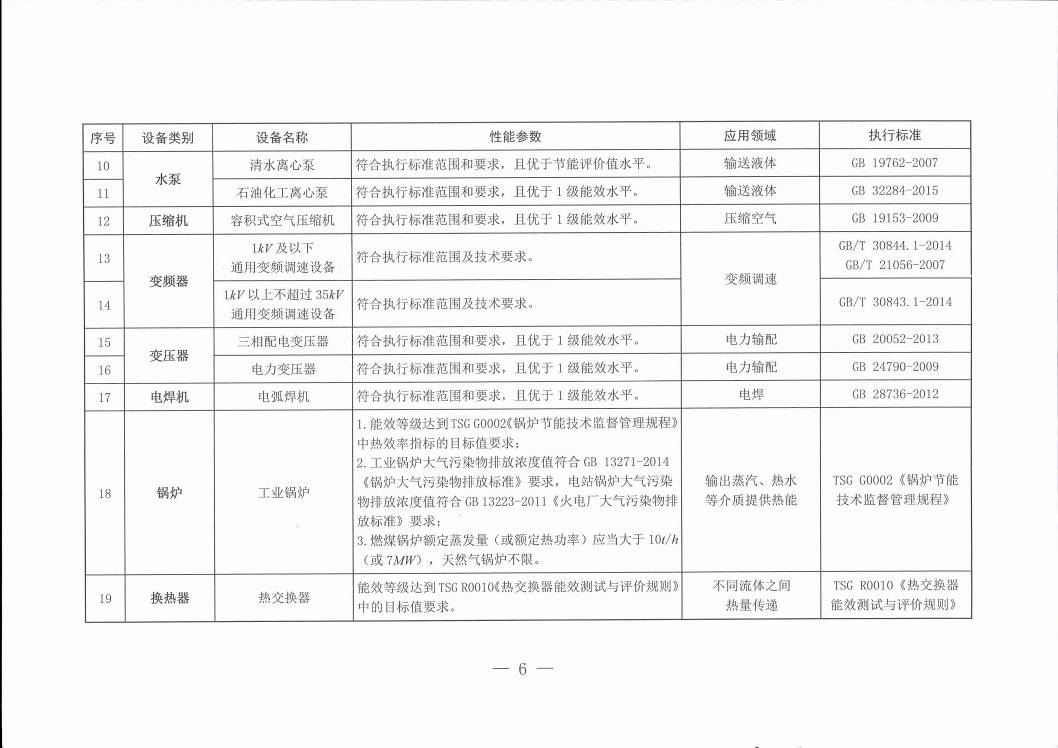 序号 设备类别 设备名称 性能参数 应用领域 执行标准
10 水泵 清水离心泵 符合执行标准范围和要求，且优于节能评价值水平。 输送液体 GB 19762-2007
11 石油化工离心泵 符合执行标准范围和要求，且优于 1 级能效水平。 输送液体 GB 32284-2015
12 压缩机 容积式空气压缩机 符合执行标准范围和要求，且优于 1 级能效水平。 压缩空气 GB 19153-2009
13 变频器 1kV 及以下
通用变频调速设备 符合执行标准范围及技术要求。 变频调速 GB/T 30844.1-2014
GB/T 21056-2007
14 1kV 以上不超过 35kV
通用变频调速设备 符合执行标准范围及技术要求。 GB/T 30843.1-2014
15 变压器 三相配电变压器 符合执行标准范围和要求，且优于 1 级能效水平。 电力输配 GB 20052-2013
16 电力变压器 符合执行标准范围和要求，且优于 1 级能效水平。 电力输配 GB 24790-2009
17 电焊机 电弧焊机 符合执行标准范围和要求，且优于 1 级能效水平。 电焊 GB 28736-2012
18 锅炉 工业锅炉
1.能效等级达到 TSG G0002《锅炉节能技术监督管理规程》
中热效率指标的目标值要求；
2.工业锅炉大气污染物排放浓度值符合 GB 13271-2014
《锅炉大气污染物排放标准》要求，电站锅炉大气污染
物排放浓度值符合 GB 13223-2011《火电厂大气污染物排
放标准》要求；
3.燃煤锅炉额定蒸发量（或额定热功率）应当大于 10t/h
（或 7MW），天然气锅炉不限。
输出蒸汽、热水
等介质提供热能
TSG G0002《锅炉节能
技术监督管理规程》
19 换热器 热交换器
能效等级达到 TSG R0010《热交换器能效测试与评价规则》
中的目标值要求。
不同流体之间
热量传递
TSG R0010《热交换器
能效测试与评价规则》
— 6 —